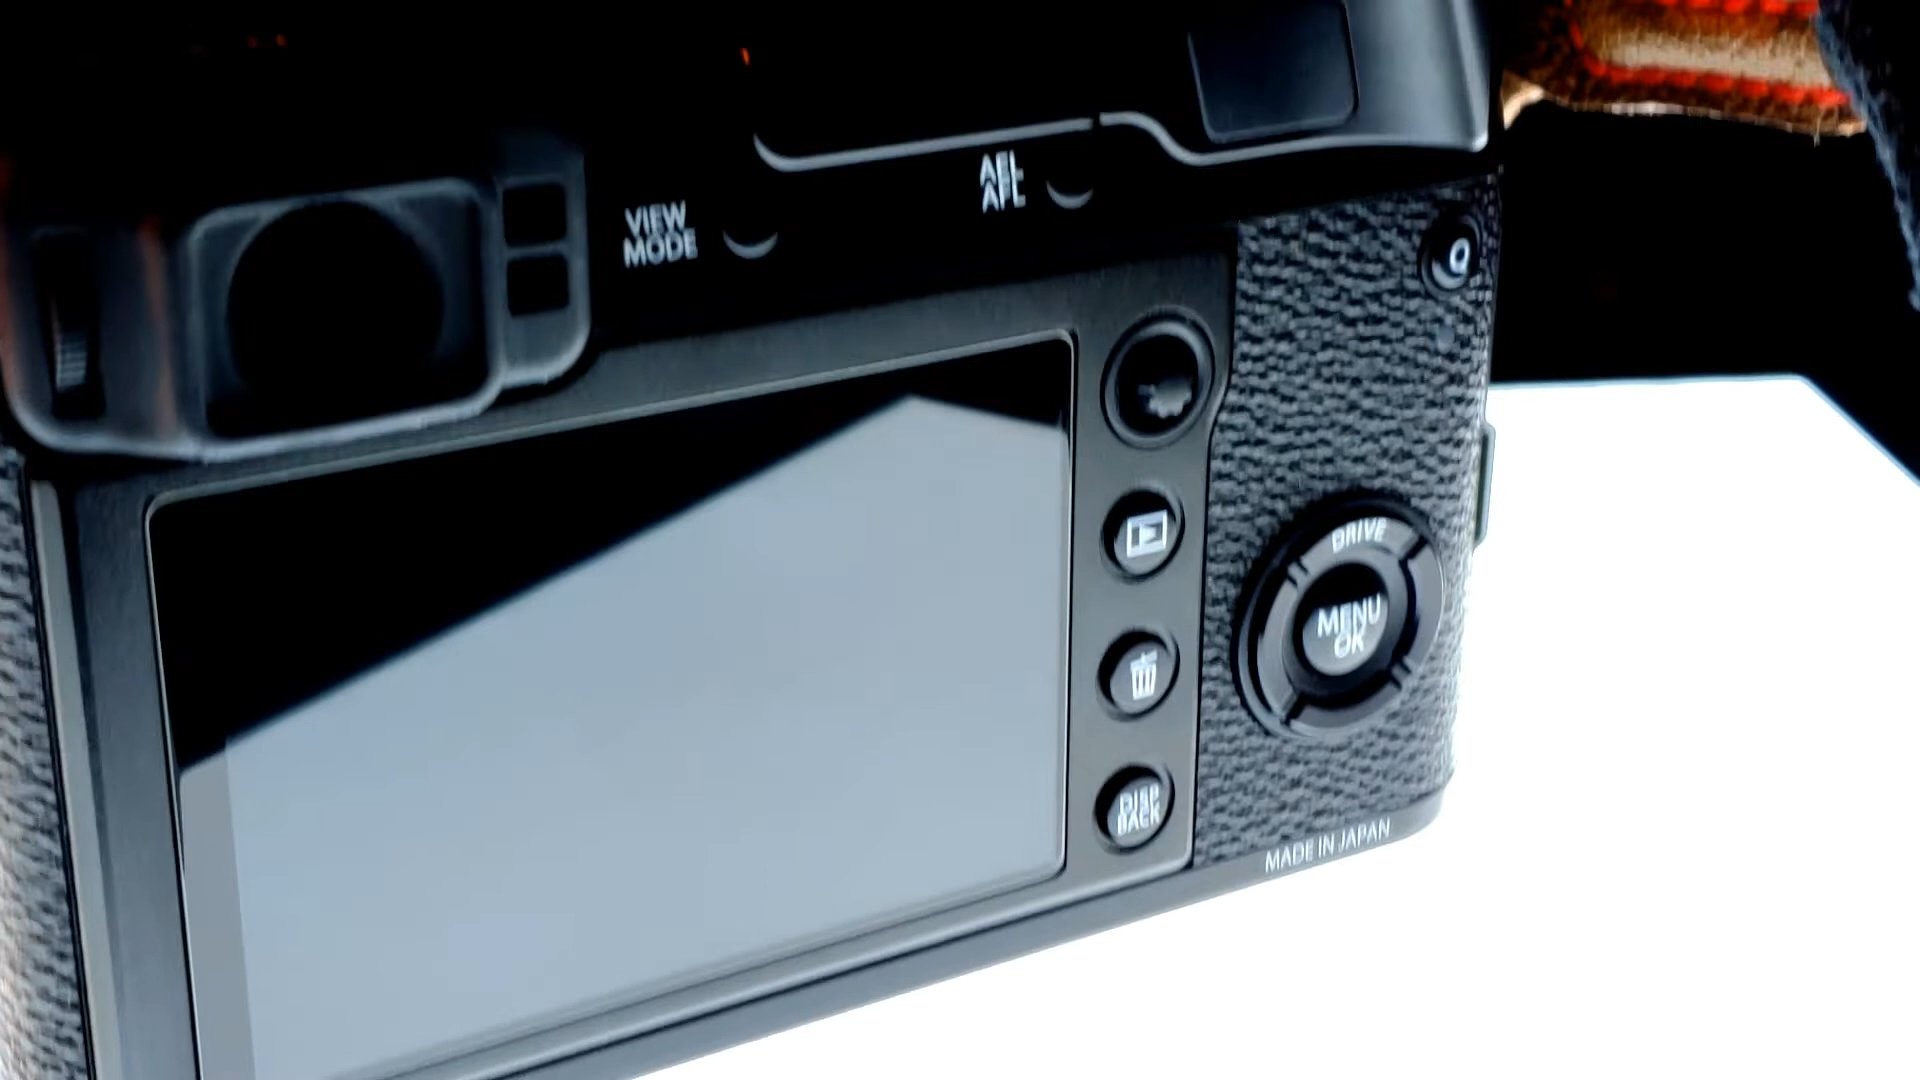 VIEW
MODE
AEL
AFL
Q
DRIVE
MENU
OK
DISP
BACK
MADE IN JAPAN